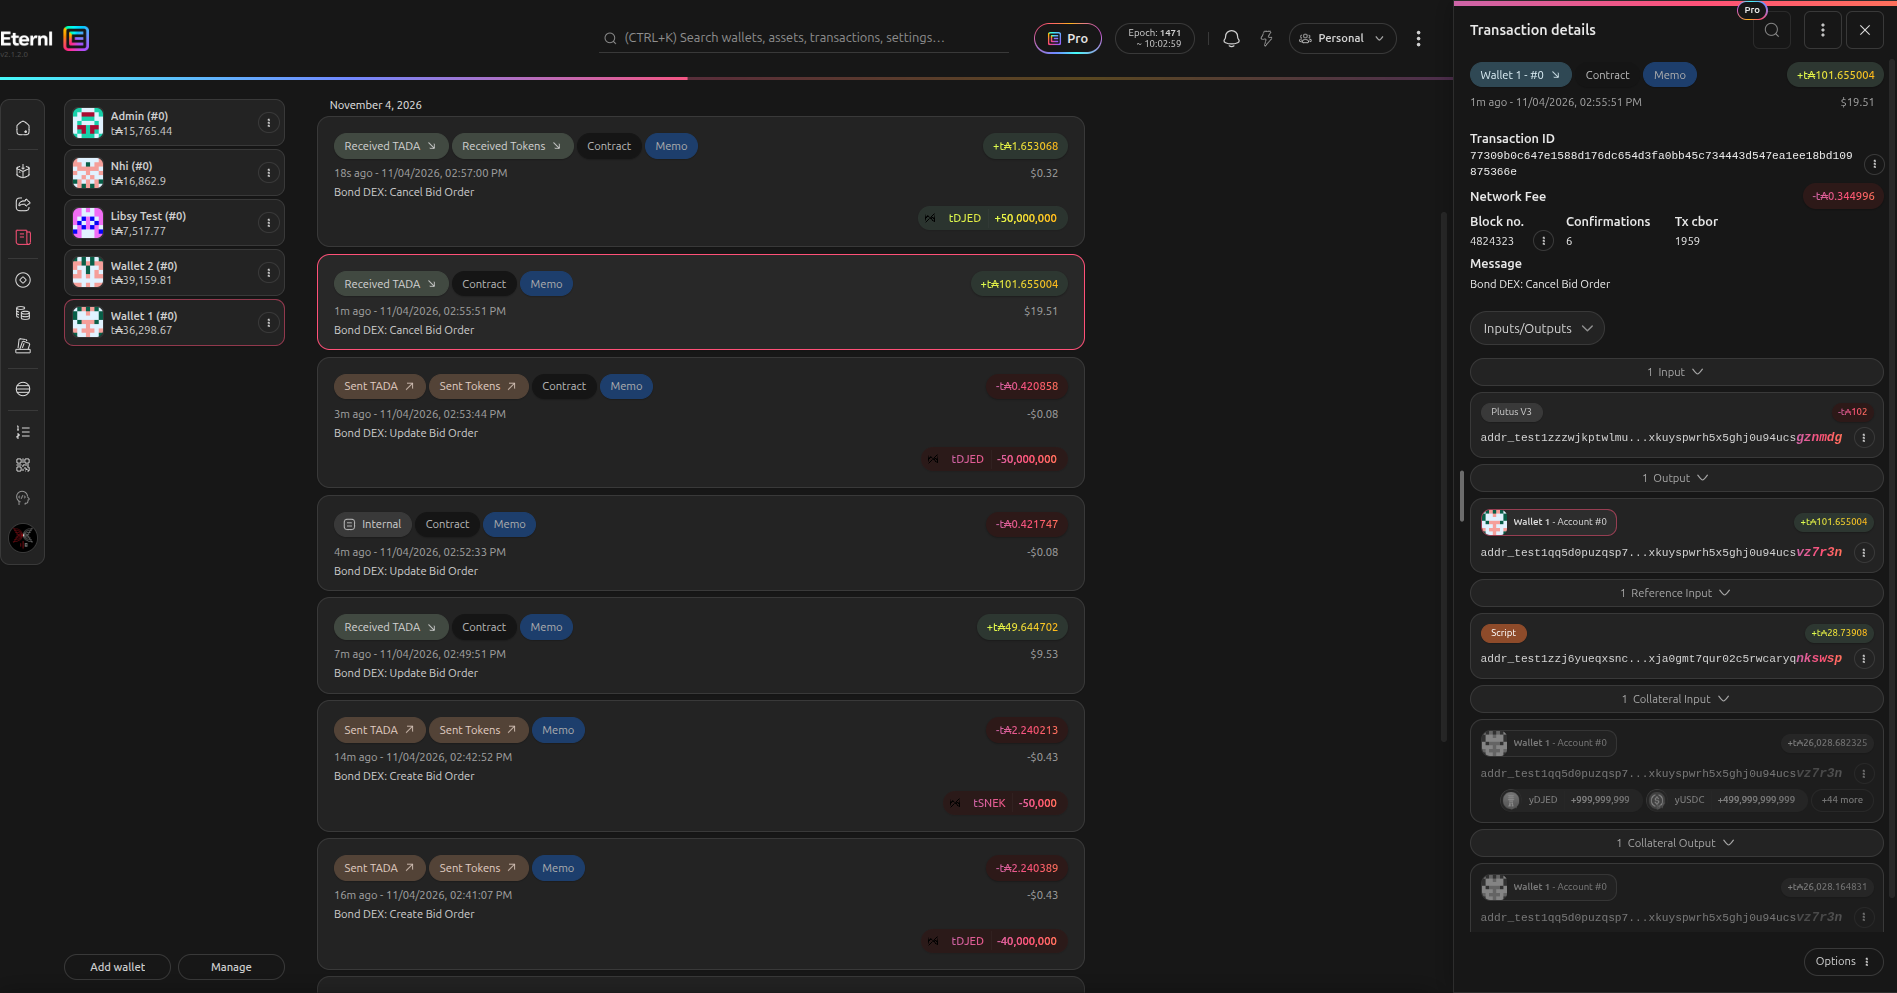 Eternl
(CTRL+K) Search wallets, assets, transactions, settings...
Pro
Epoch: 1471
~ 10:02:59
Personal
Admin (#0)
t₳15,765.44
Nhi (#0)
t₳16,862.9
Libsy Test (#0)
t₳7,517.77
Wallet 2 (#0)
t₳39,159.81
Wallet 1 (#0)
t₳36,298.67
Add wallet
Manage
November 4, 2026
Received TADA
Received Tokens
Contract
Memo
+t₳1.653068
18s ago - 11/04/2026, 02:57:00 PM
$0.32
Bond DEX: Cancel Bid Order
tDJED +50,000,000
Received TADA
Contract
Memo
+t₳101.655004
1m ago - 11/04/2026, 02:55:51 PM
$19.51
Bond DEX: Cancel Bid Order
Sent TADA
Sent Tokens
Contract
Memo
-t₳0.420858
3m ago - 11/04/2026, 02:53:44 PM
-$0.08
Bond DEX: Update Bid Order
tDJED -50,000,000
Internal
Contract
Memo
-t₳0.421747
4m ago - 11/04/2026, 02:52:33 PM
-$0.08
Bond DEX: Update Bid Order
Received TADA
Contract
Memo
+t₳49.644702
7m ago - 11/04/2026, 02:49:51 PM
$9.53
Bond DEX: Update Bid Order
Sent TADA
Sent Tokens
Memo
-t₳2.240213
14m ago - 11/04/2026, 02:42:52 PM
-$0.43
Bond DEX: Create Bid Order
tSNEK -50,000
Sent TADA
Sent Tokens
Memo
-t₳2.240389
16m ago - 11/04/2026, 02:41:07 PM
-$0.43
Bond DEX: Create Bid Order
tDJED -40,000,000
Pro
Transaction details
Wallet 1 - #0
Contract
Memo
+t₳101.655004
1m ago - 11/04/2026, 02:55:51 PM
$19.51
Transaction ID
77309b0c647e1588d176dc654d3fa0bb45c734443d547ea1ee18bd109
875366e
Network Fee
-t₳0.344996
Block no. Confirmations Tx cbor
4824323 6 1959
Message
Bond DEX: Cancel Bid Order
Inputs/Outputs
1 Input
Plutus V3
-t₳102
addr_test1zzzwjkptwlmu...xkuyspwrh5x5ghj0u94ucsgznmdg
1 Output
Wallet 1 - Account #0
+t₳101.655004
addr_test1qq5d0puzqsp7...xkuyspwrh5x5ghj0u94ucsvz7r3n
1 Reference Input
Script
+t₳28.73908
addr_test1zzj6yueqxsnc...xja0gmt7qur02c5rwcaryqnkswsp
1 Collateral Input
Wallet 1 - Account #0
+t₳26,028.682325
addr_test1qq5d0puzqsp7...xkuyspwrh5x5ghj0u94ucsvz7r3n
yDJED +999,999,999 yUSDC +499,999,999,999 +44 more
1 Collateral Output
Wallet 1 - Account #0
+t₳26,028.164831
addr_test1qq5d0puzqsp7...xkuyspwrh5x5ghj0u94ucsvz7r3n
Options